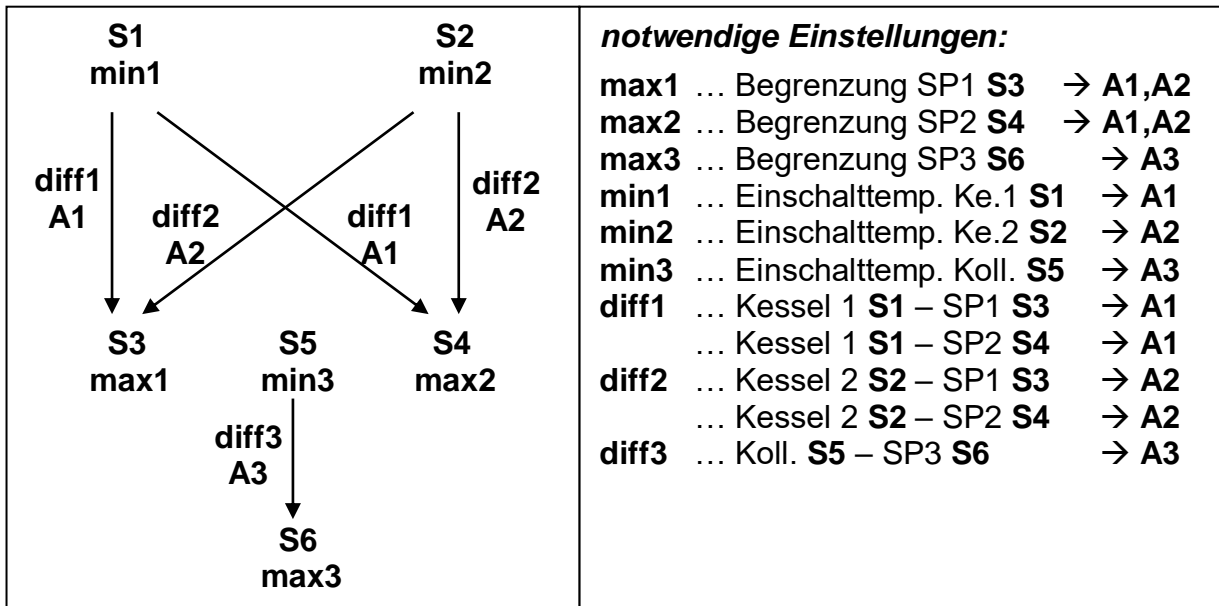 S1
min1
S2
min2
diff1
A1
diff2
A2
diff1
A1
diff2
A2
S3
max1
S5
min3
S4
max2
diff3
A3
S6
max3
notwendige Einstellungen:
max1 … Begrenzung SP1 S3 → A1,A2
max2 … Begrenzung SP2 S4 → A1,A2
max3 … Begrenzung SP3 S6 → A3
min1 … Einschalttemp. Ke.1 S1 → A1
min2 … Einschalttemp. Ke.2 S2 → A2
min3 … Einschalttemp. Koll. S5 → A3
diff1 … Kessel 1 S1 – SP1 S3 → A1
… Kessel 1 S1 – SP2 S4 → A1
diff2 … Kessel 2 S2 – SP1 S3 → A2
… Kessel 2 S2 – SP2 S4 → A2
diff3 … Koll. S5 – SP3 S6 → A3